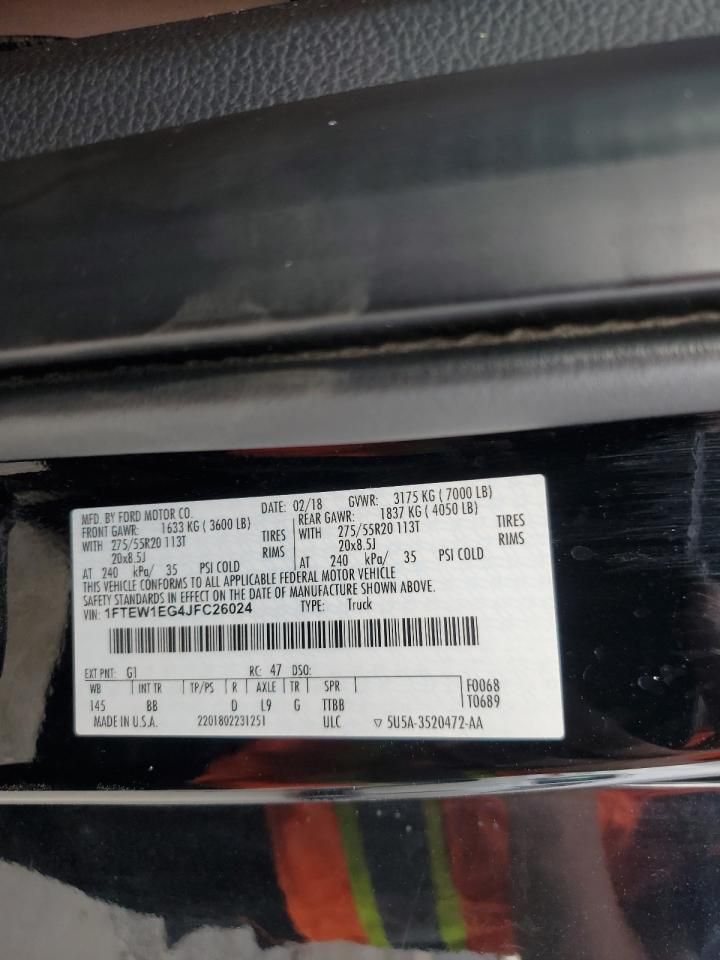 MFD. BY FORD MOTOR CO. DATE: 02/18 GVWR: 3175 KG ( 7000 LB)
FRONT GAWR: 1633 KG ( 3600 LB) REAR GAWR: 1837 KG ( 4050 LB)
WITH 275/55R20 113T TIRES WITH 275/55R20 113T TIRES
20x8.5J RIMS 20x8.5J RIMS
AT 240 kPa/ 35 PSI COLD AT 240 kPa/ 35 PSI COLD
THIS VEHICLE CONFORMS TO ALL APPLICABLE FEDERAL MOTOR VEHICLE
SAFETY STANDARDS IN EFFECT ON THE DATE OF MANUFACTURE SHOWN ABOVE.
VIN: 1FTEW1EG4JFC26024 TYPE: Truck
EXT PNT: G1 RC: 47 DSO:
WB INT TR TP/PS R AXLE TR SPR F0068
145 BB D L9 G TTBB T0689
MADE IN U.S.A. 2201802231251 ULC ▽ 5U5A-3520472-AA